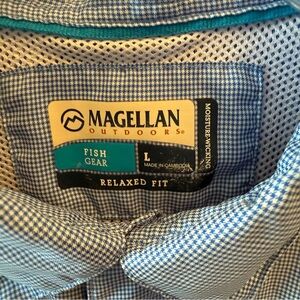 MAGELLAN
OUTDOORS®
FISH
GEAR
L
MADE IN CAMBODIA
MOISTURE WICKING
RELAXED FIT